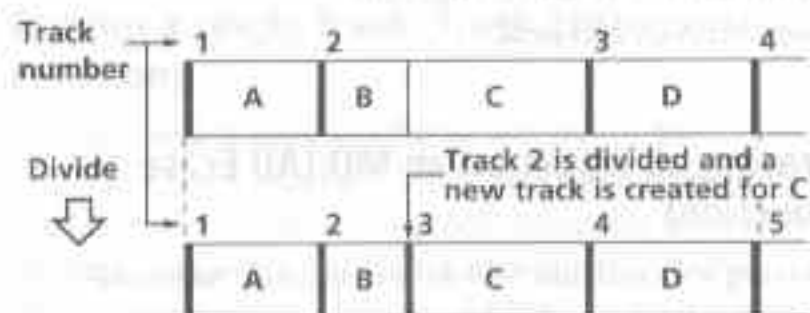 Track number
1 2 3 4
A B C D
Divide
Track 2 is divided and a
new track is created for C
1 2 3 4 5
A B C D